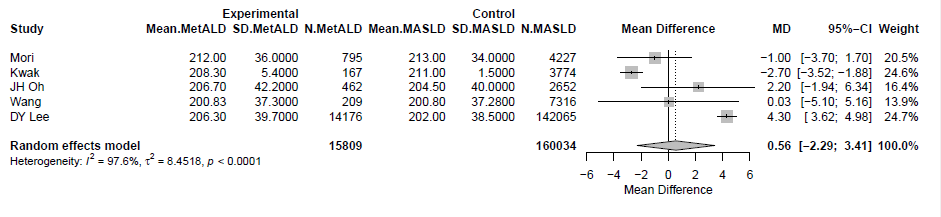 Experimental Control
Study Mean.MetALD SD.MetALD N.MetALD Mean.MASLD SD.MASLD N.MASLD Mean Difference MD 95%−CI Weight
Mori 212.00 36.0000 795 213.00 34.0000 4227 −1.00 [−3.70; 1.70] 20.5%
Kwak 208.30 5.4000 167 211.00 1.5000 3774 −2.70 [−3.52; −1.88] 24.6%
JH Oh 206.70 42.2000 462 204.50 40.0000 2652 2.20 [−1.94; 6.34] 16.4%
Wang 200.83 37.3000 209 200.80 37.2800 7316 0.03 [−5.10; 5.16] 13.9%
DY Lee 206.30 39.7000 14176 202.00 38.5000 142065 4.30 [ 3.62; 4.98] 24.7%
Random effects model 15809 160034 0.56 [−2.29; 3.41] 100.0%
Heterogeneity: I² = 97.6%, τ² = 8.4518, p < 0.0001
−6 −4 −2 0 2 4 6
Mean Difference